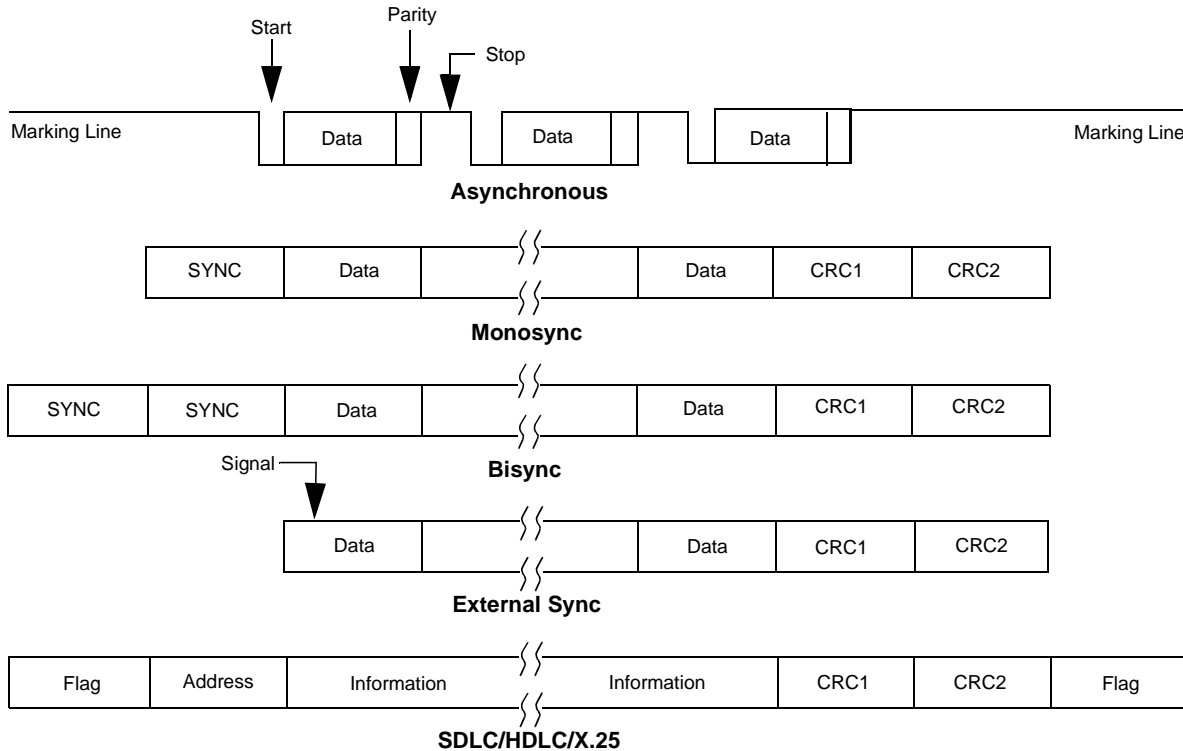 Start
Parity
Stop
Marking Line
Data
Data
Data
Marking Line
Asynchronous
SYNC Data Data CRC1 CRC2
Monosync
SYNC SYNC Data Data CRC1 CRC2
Signal
Bisync
Data Data CRC1 CRC2
External Sync
Flag Address Information Information CRC1 CRC2 Flag
SDLC/HDLC/X.25